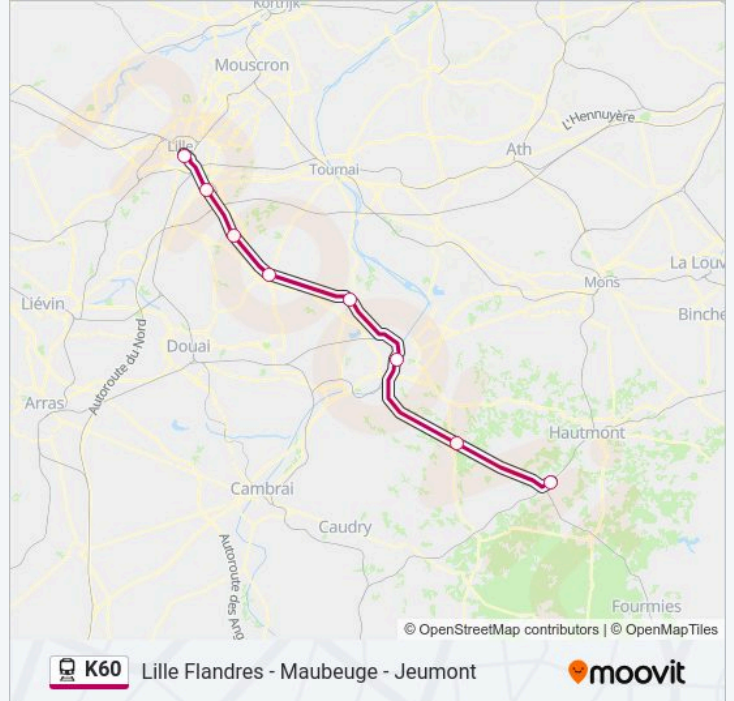 Kortrijk
Mouscron
L'Hennuyère
Lille
Ath
Tournai
La Louv
Mons
Liévin
Binche
Autoroute du Nord
Douai
Arras
Hautmont
Cambrai
Caudry
Autoroute des Ang
Fourmies
© OpenStreetMap contributors | © OpenMapTiles
K60 Lille Flandres - Maubeuge - Jeumont
moovit